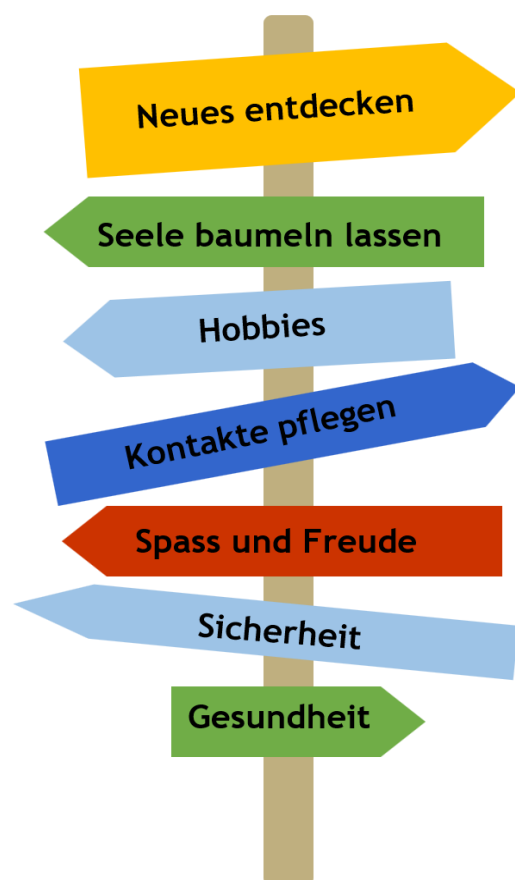 Neues entdecken
Seele baumeln lassen
Hobbies
Kontakte pflegen
Spass und Freude
Sicherheit
Gesundheit